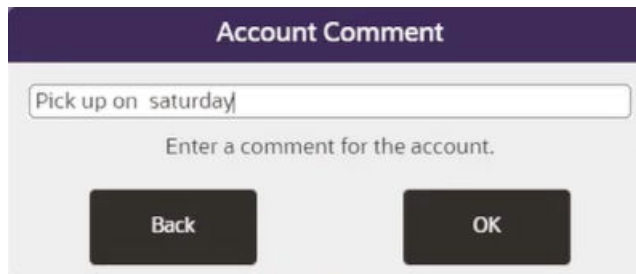 Account Comment
Pick up on  saturday
Enter a comment for the account.
Back OK